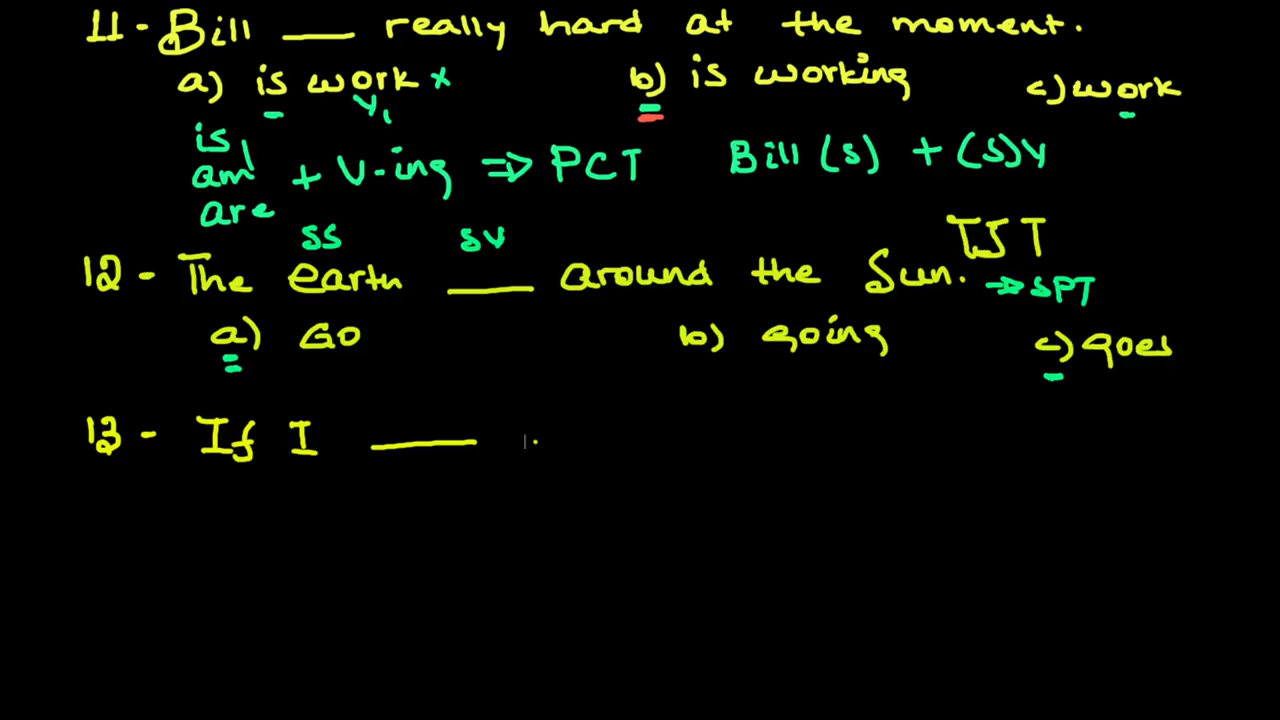 11 - Bill ___ really hard at the moment.
a) is work x b) is working c) work
V1
is
am + V-ing => PCT Bill (s) + (s)V
are
SS SV
12 - The earth ___ around the Sun. => SPT
a) Go b) Going c) Goes
13 - If I ___